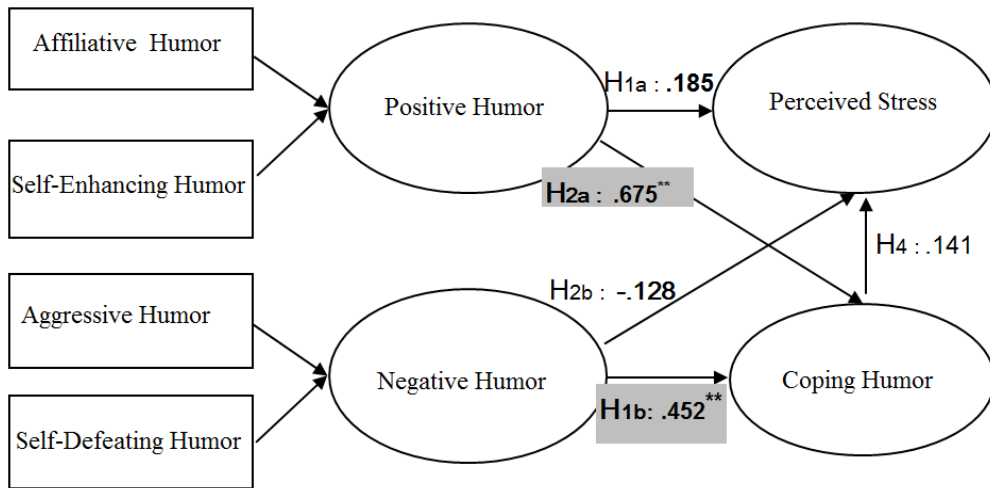 Affiliative Humor
Self-Enhancing Humor
Aggressive Humor
Self-Defeating Humor
Positive Humor
Negative Humor
H1a : .185
H2a : .675**
H2b : -.128
H1b: .452**
Perceived Stress
H4 : .141
Coping Humor